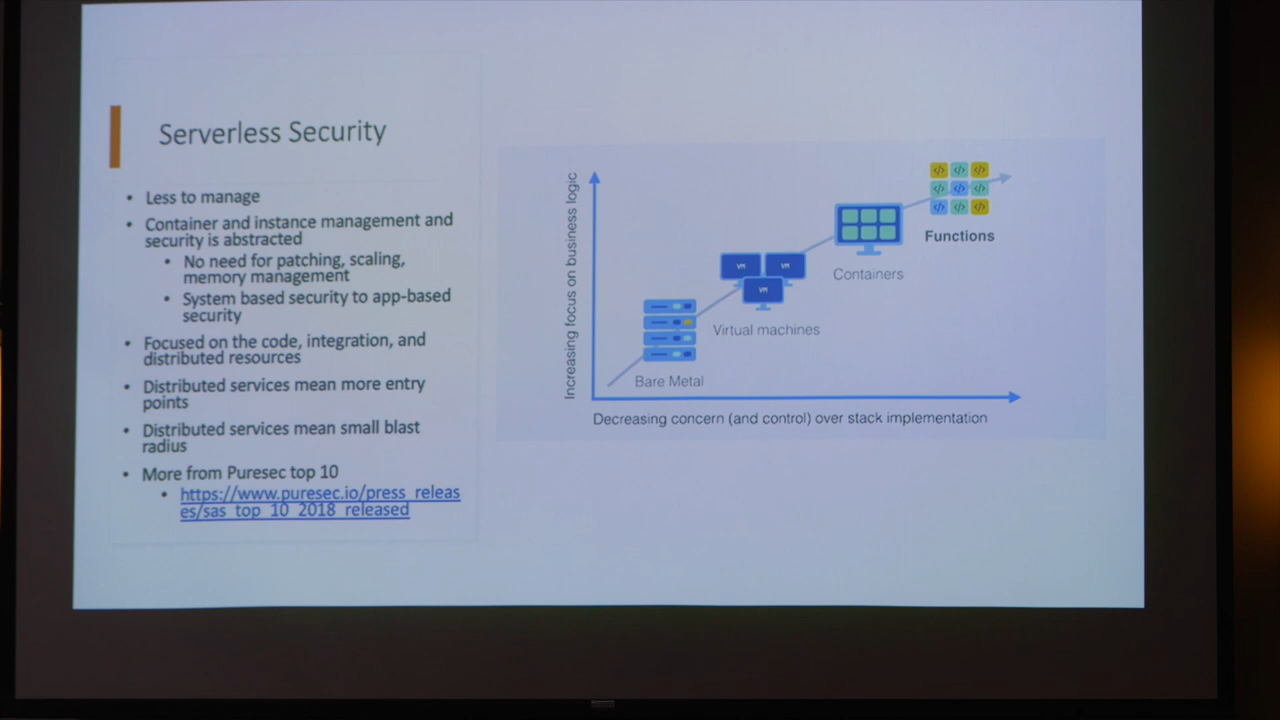 Serverless Security
• Less to manage
• Container and instance management and
security is abstracted
• No need for patching, scaling,
memory management
• System based security to app-based
security
• Focused on the code, integration, and
distributed resources
• Distributed services mean more entry
points
• Distributed services mean small blast
radius
• More from Puresec top 10
• https://www.puresec.io/press_releas
es/sas_top_10_2018_released
Increasing focus on business logic
</>
</>
</>
</>
</>
</>
</>
</>
</>
Functions
Containers
VM
VM
VM
Virtual machines
Bare Metal
Decreasing concern (and control) over stack implementation